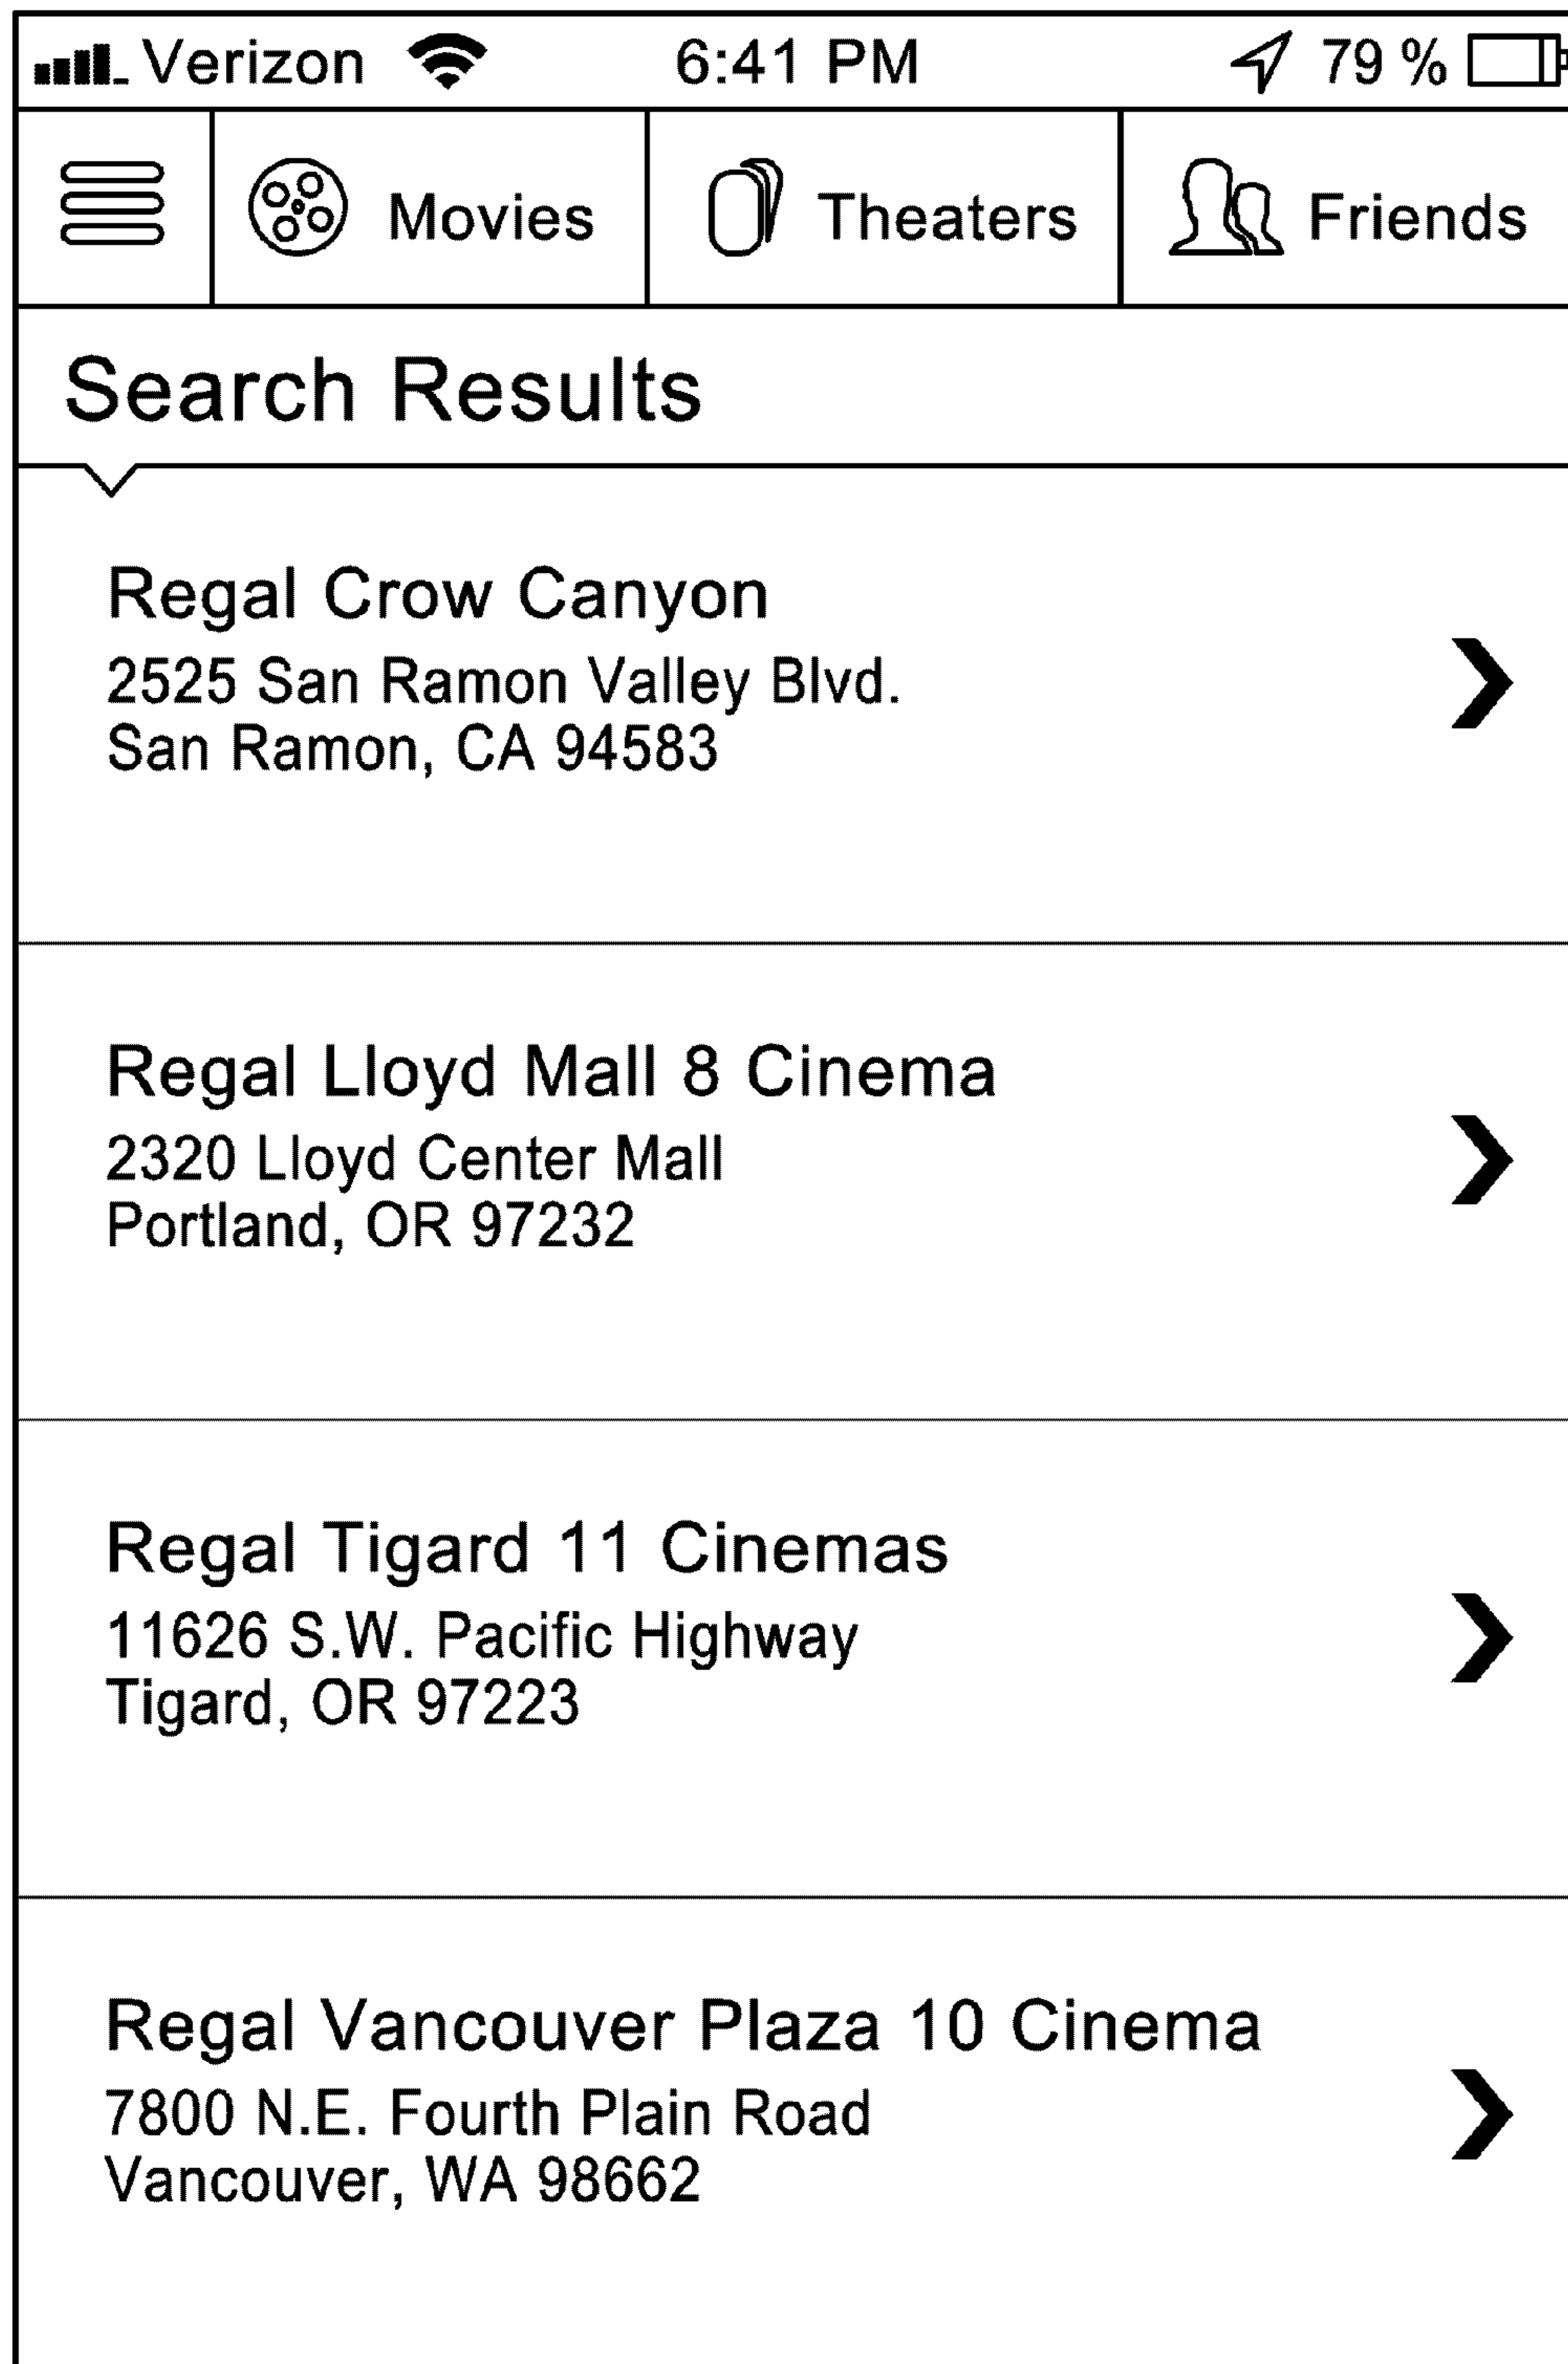 Verizon 6:41 PM 79 %
Movies Theaters Friends
Search Results
Regal Crow Canyon
2525 San Ramon Valley Blvd.
San Ramon, CA 94583
Regal Lloyd Mall 8 Cinema
2320 Lloyd Center Mall
Portland, OR 97232
Regal Tigard 11 Cinemas
11626 S.W. Pacific Highway
Tigard, OR 97223
Regal Vancouver Plaza 10 Cinema
7800 N.E. Fourth Plain Road
Vancouver, WA 98662